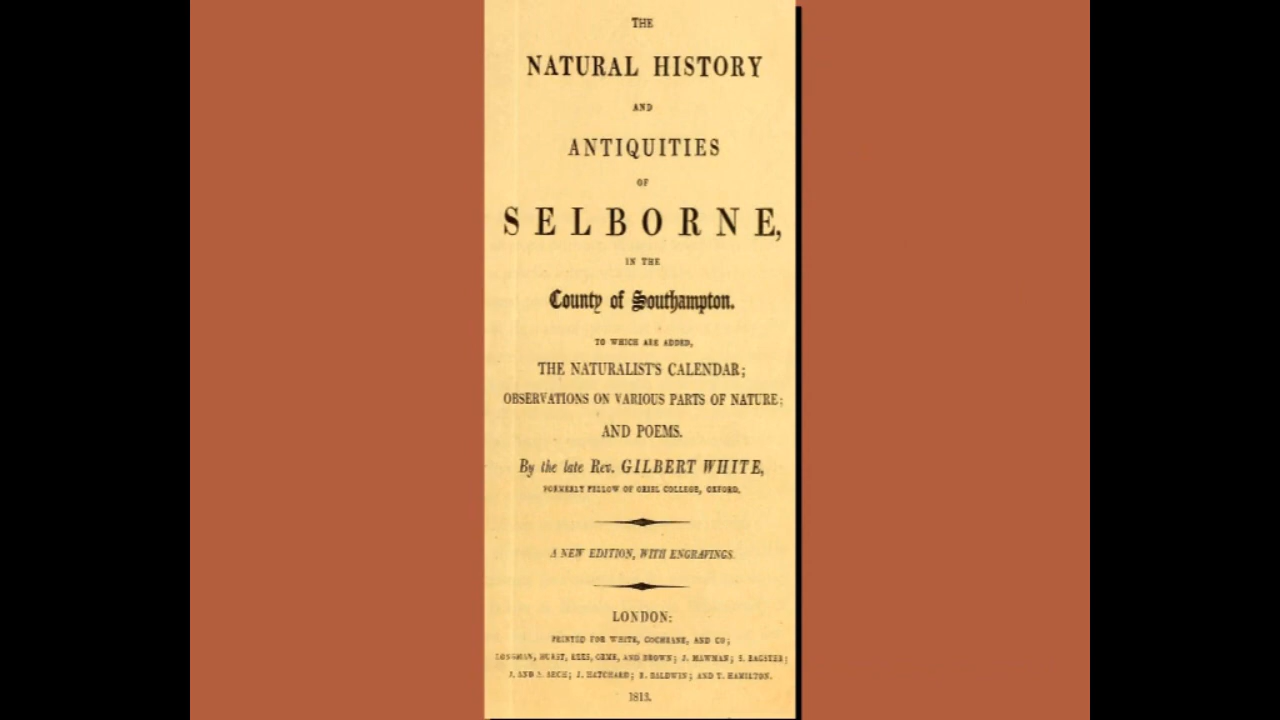 THE
NATURAL HISTORY
AND
ANTIQUITIES
OF
SELBORNE,
IN THE
County of Southampton.
TO WHICH ARE ADDED,
THE NATURALIST'S CALENDAR;
OBSERVATIONS ON VARIOUS PARTS OF NATURE;
AND POEMS.
By the late Rev. GILBERT WHITE,
FORMERLY FELLOW OF ORIEL COLLEGE, OXFORD.
A NEW EDITION, WITH ENGRAVINGS.
LONDON:
PRINTED FOR WHITE, COCHRANE, AND CO;
LONGMAN, HURST, REES, ORME, AND BROWN; J. MAWMAN; S. BAGSTER;
J. AND A. ARCH; J. HATCHARD; R. BALDWIN; AND T. HAMILTON.
1813.